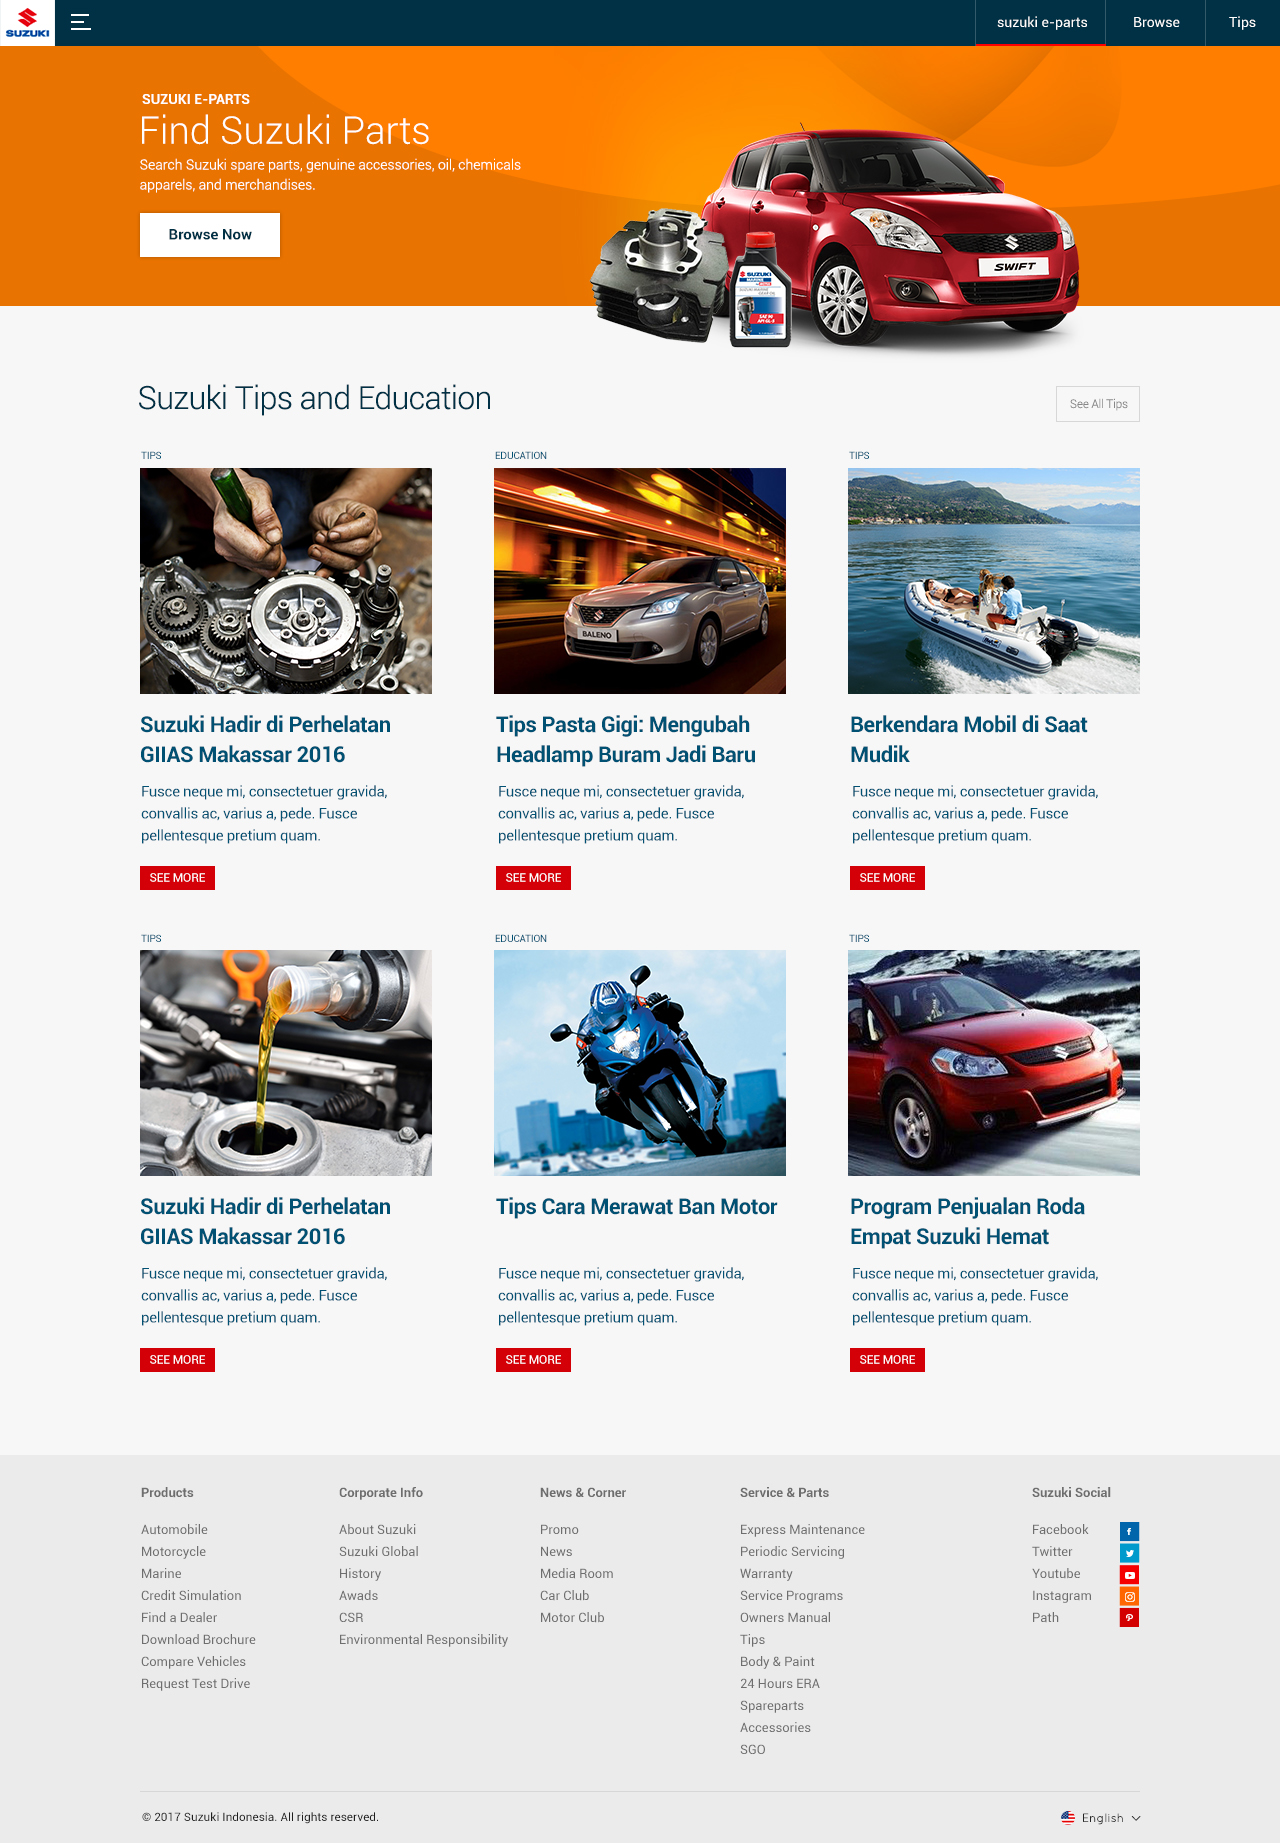 SUZUKI
suzuki e-parts
Browse
Tips
SUZUKI E-PARTS
Find Suzuki Parts
Search Suzuki spare parts, genuine accessories, oil, chemicals
apparels, and merchandises.
Browse Now
SWIFT
SUZUKI
MARINE
SAE 90
API GL-5
Suzuki Tips and Education
See All Tips
TIPS
EDUCATION
TIPS
BALENO
Suzuki Hadir di Perhelatan
GIIAS Makassar 2016
Fusce neque mi, consectetuer gravida,
convallis ac, varius a, pede. Fusce
pellentesque pretium quam.
SEE MORE
Tips Pasta Gigi: Mengubah
Headlamp Buram Jadi Baru
Fusce neque mi, consectetuer gravida,
convallis ac, varius a, pede. Fusce
pellentesque pretium quam.
SEE MORE
Berkendara Mobil di Saat
Mudik
Fusce neque mi, consectetuer gravida,
convallis ac, varius a, pede. Fusce
pellentesque pretium quam.
SEE MORE
TIPS
EDUCATION
TIPS
Suzuki Hadir di Perhelatan
GIIAS Makassar 2016
Fusce neque mi, consectetuer gravida,
convallis ac, varius a, pede. Fusce
pellentesque pretium quam.
SEE MORE
Tips Cara Merawat Ban Motor
Fusce neque mi, consectetuer gravida,
convallis ac, varius a, pede. Fusce
pellentesque pretium quam.
SEE MORE
Program Penjualan Roda
Empat Suzuki Hemat
Fusce neque mi, consectetuer gravida,
convallis ac, varius a, pede. Fusce
pellentesque pretium quam.
SEE MORE
Products
Automobile
Motorcycle
Marine
Credit Simulation
Find a Dealer
Download Brochure
Compare Vehicles
Request Test Drive
Corporate Info
About Suzuki
Suzuki Global
History
Awads
CSR
Environmental Responsibility
News & Corner
Promo
News
Media Room
Car Club
Motor Club
Service & Parts
Express Maintenance
Periodic Servicing
Warranty
Service Programs
Owners Manual
Tips
Body & Paint
24 Hours ERA
Spareparts
Accessories
SGO
Suzuki Social
Facebook
Twitter
Youtube
Instagram
Path
© 2017 Suzuki Indonesia. All rights reserved.
English